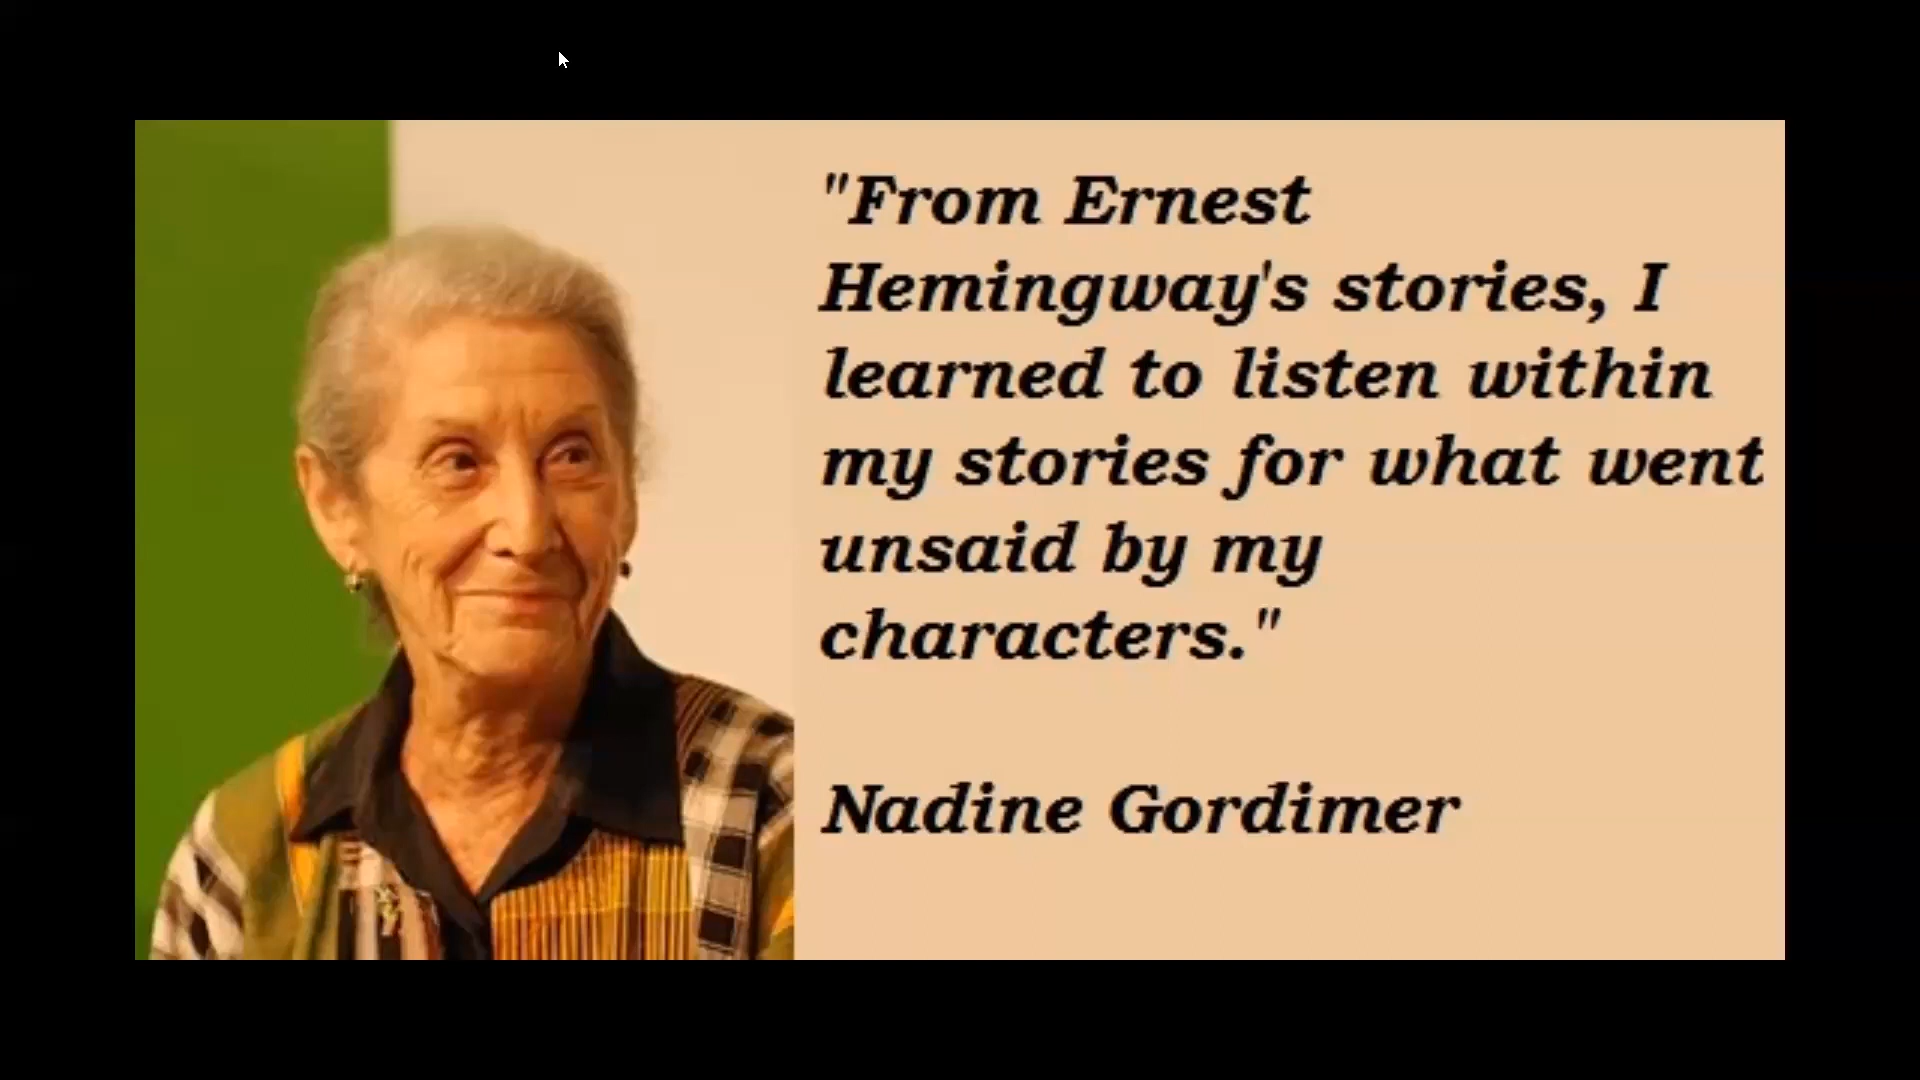 "From Ernest
Hemingway's stories, I
learned to listen within
my stories for what went
unsaid by my
characters."
Nadine Gordimer